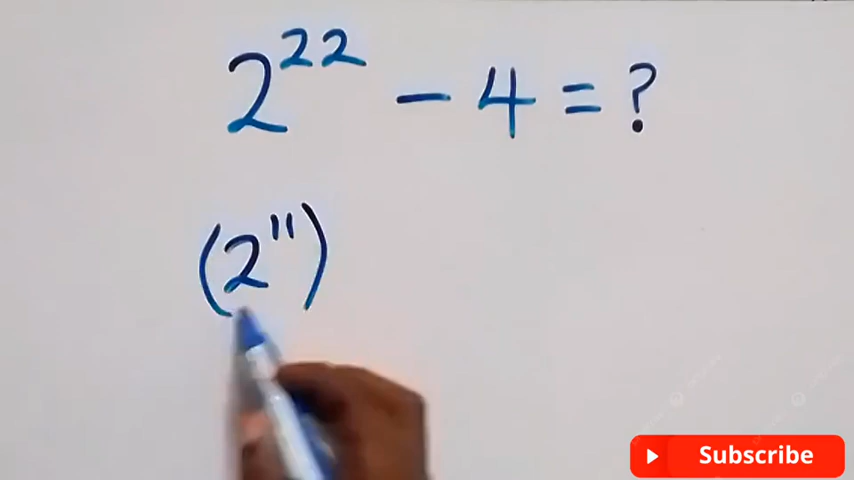 2²² - 4 = ?
(2¹¹)
Subscribe